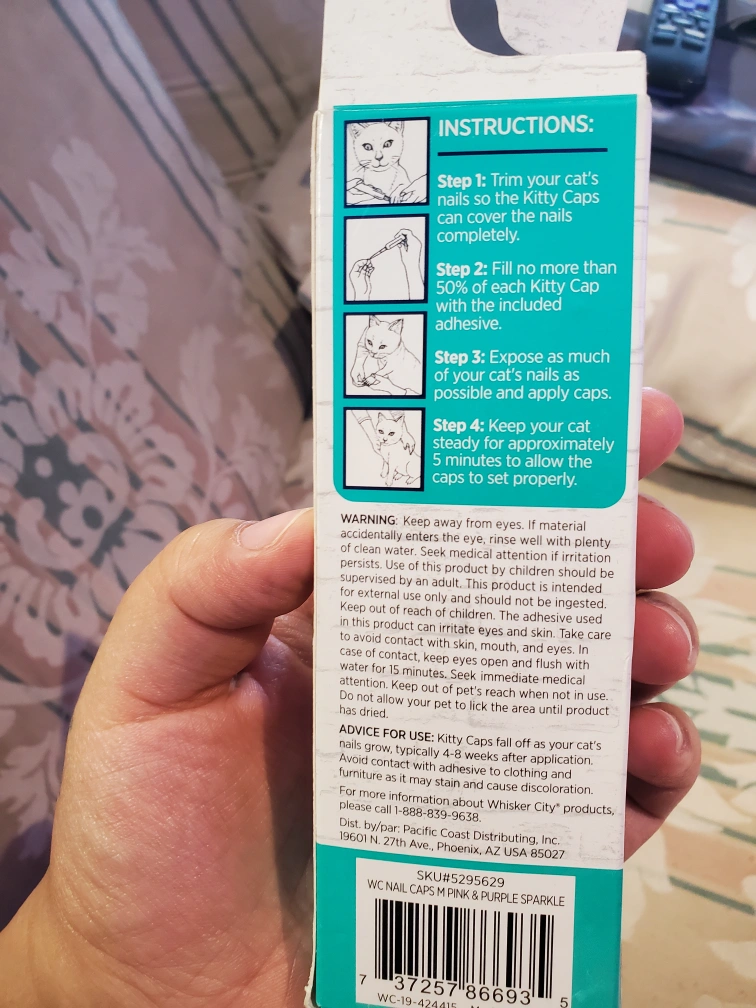 INSTRUCTIONS:
Step 1: Trim your cat's
nails so the Kitty Caps
can cover the nails
completely.
Step 2: Fill no more than
50% of each Kitty Cap
with the included
adhesive.
Step 3: Expose as much
of your cat's nails as
possible and apply caps.
Step 4: Keep your cat
steady for approximately
5 minutes to allow the
caps to set properly.
WARNING: Keep away from eyes. If material
accidentally enters the eye, rinse well with plenty
of clean water. Seek medical attention if irritation
persists. Use of this product by children should be
supervised by an adult. This product is intended
for external use only and should not be ingested.
Keep out of reach of children. The adhesive used
in this product can irritate eyes and skin. Take care
to avoid contact with skin, mouth, and eyes. In
case of contact, keep eyes open and flush with
water for 15 minutes. Seek immediate medical
attention. Keep out of pet's reach when not in use.
Do not allow your pet to lick the area until product
has dried.
ADVICE FOR USE: Kitty Caps fall off as your cat's
nails grow, typically 4-8 weeks after application.
Avoid contact with adhesive to clothing and
furniture as it may stain and cause discoloration.
For more information about Whisker City® products,
please call 1-888-839-9638.
Dist. by/par: Pacific Coast Distributing, Inc.
19601 N. 27th Ave., Phoenix, AZ USA 85027
SKU#5295629
WC NAIL CAPS M PINK & PURPLE SPARKLE
7 37257 86693 5
WC-19-424415